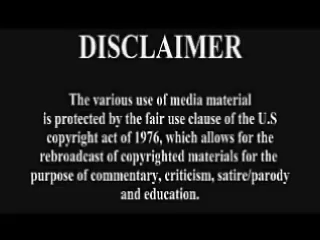 DISCLAIMER
The various use of media material
is protected by the fair use clause of the U.S
copyright act of 1976, which allows for the
rebroadcast of copyrighted materials for the
purpose of commentary, criticism, satire/parody
and education.